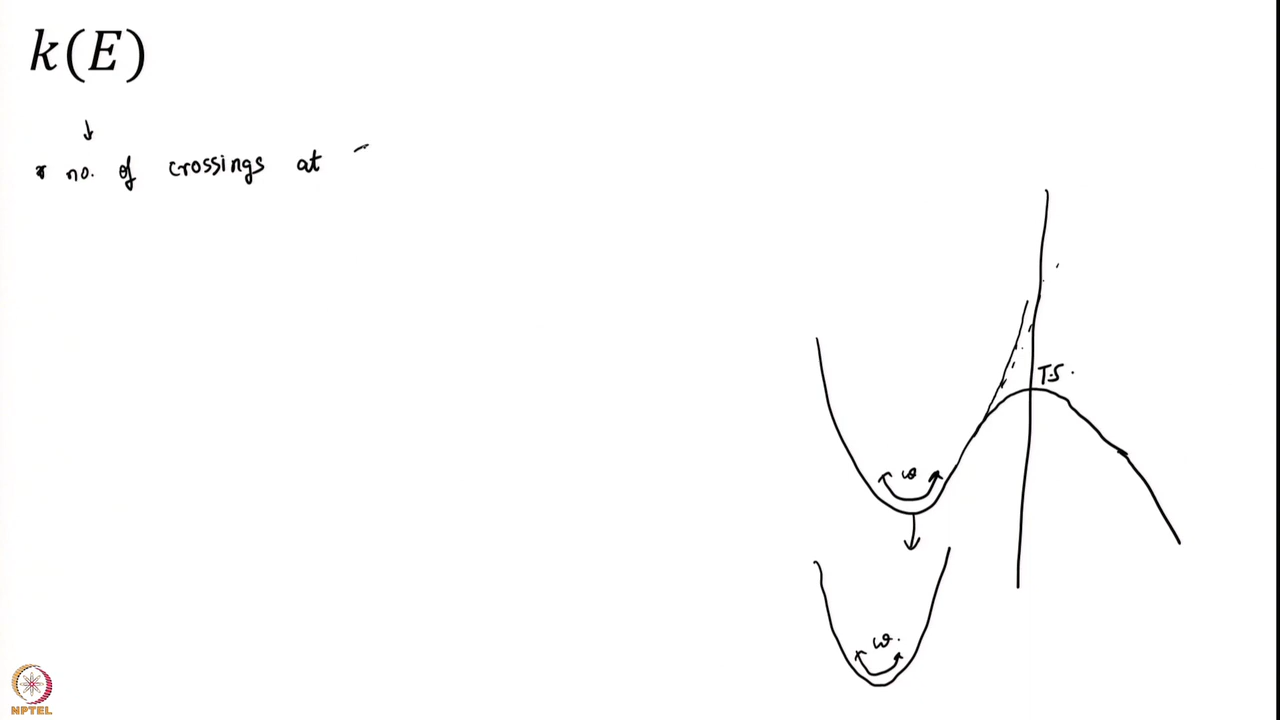 k(E)
* no. of crossings at
T.S.
ω
ω.
NPTEL